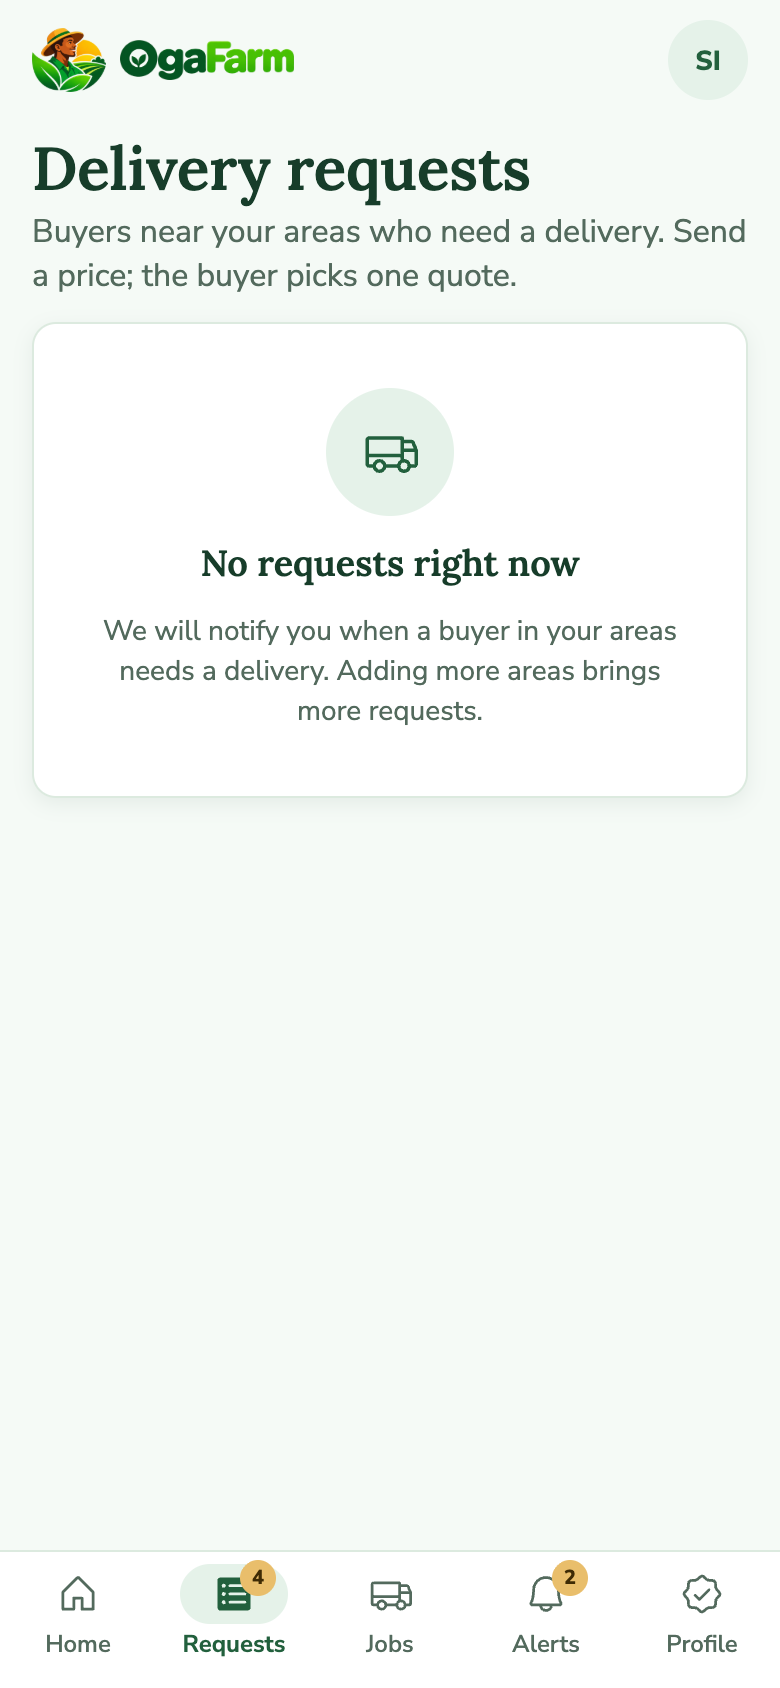 OgaFarm
SI
Delivery requests
Buyers near your areas who need a delivery. Send
a price; the buyer picks one quote.
No requests right now
We will notify you when a buyer in your areas
needs a delivery. Adding more areas brings
more requests.
4
2
Home
Requests
Jobs
Alerts
Profile